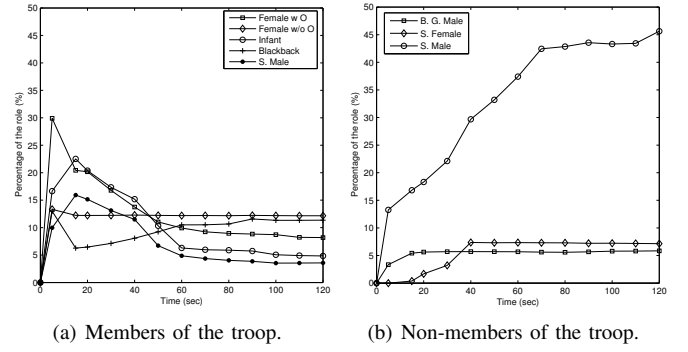 50
45
40
35
30
25
20
15
10
5
0
Percentage of the role (%)
0 20 40 60 80 100 120
Time (sec)
Female w O
Female w/o O
Infant
Blackback
S. Male
(a) Members of the troop.
50
45
40
35
30
25
20
15
10
5
0
Percentage of the role (%)
0 20 40 60 80 100 120
Time (sec)
B. G. Male
S. Female
S. Male
(b) Non-members of the troop.